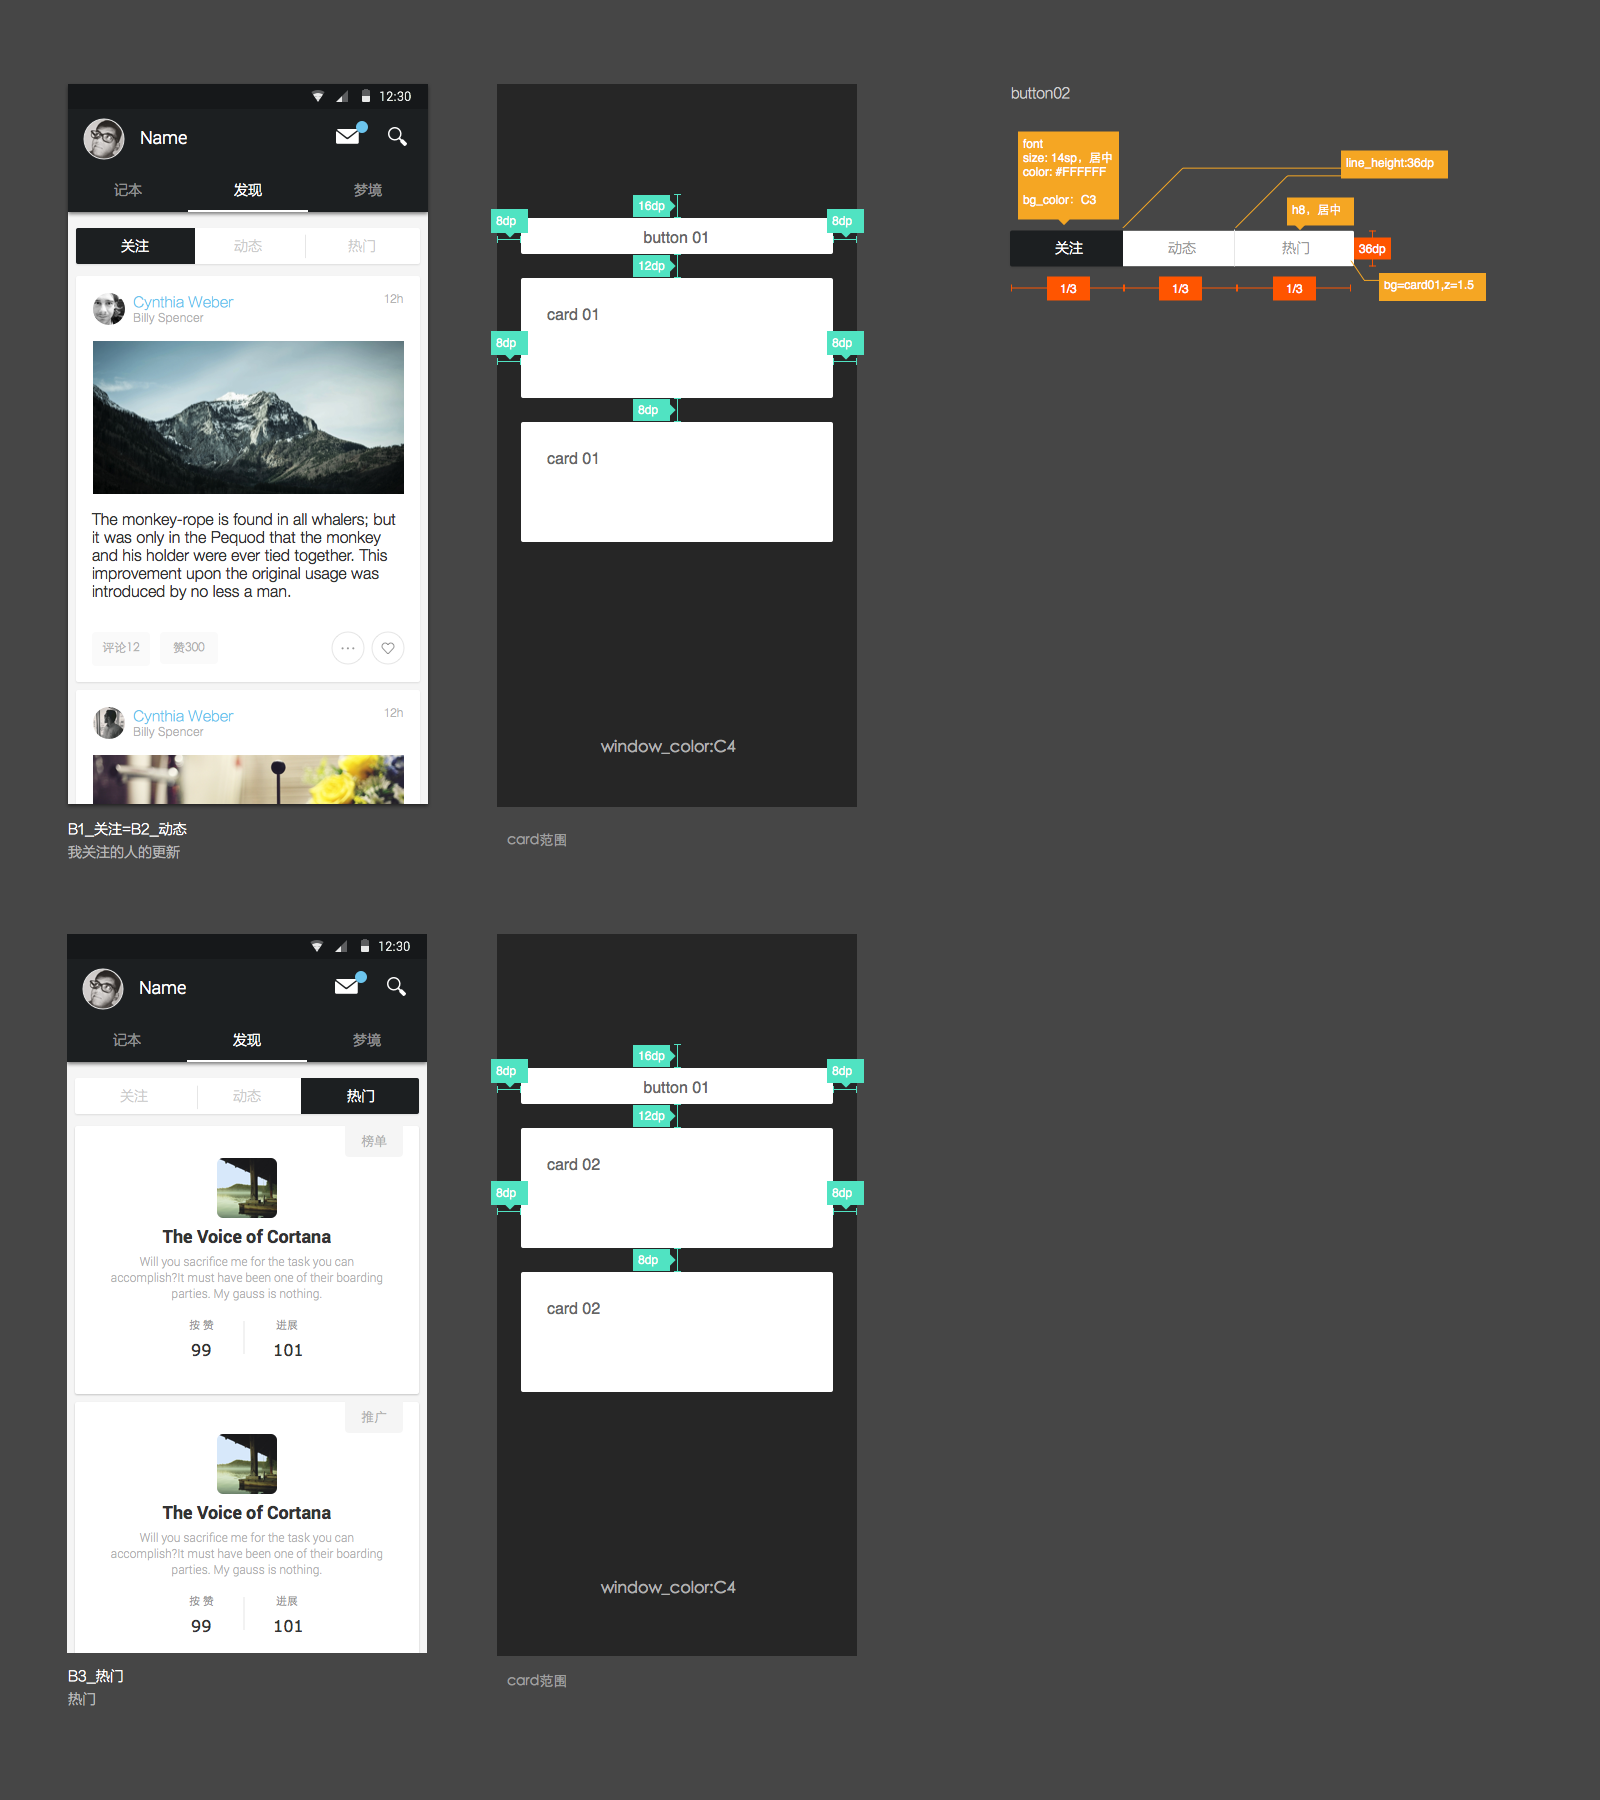 12:30
Name
记本
发现
梦境
关注
动态
热门
Cynthia Weber
12h
Billy Spencer
The monkey-rope is found in all whalers; but
it was only in the Pequod that the monkey
and his holder were ever tied together. This
improvement upon the original usage was
introduced by no less a man.
评论12
赞300
Cynthia Weber
12h
Billy Spencer
B1_关注=B2_动态
我关注的人的更新
16dp
8dp
8dp
button 01
12dp
card 01
8dp
8dp
8dp
card 01
window_color:C4
card范围
button02
font
size: 14sp，居中
color: #FFFFFF
bg_color：C3
line_height:36dp
h8，居中
关注
动态
热门
36dp
1/3
1/3
1/3
bg=card01,z=1.5
12:30
Name
记本
发现
梦境
关注
动态
热门
榜单
The Voice of Cortana
Will you sacrifice me for the task you can
accomplish?It must have been one of their boarding
parties. My gauss is nothing.
按 赞
进展
99
101
推广
The Voice of Cortana
Will you sacrifice me for the task you can
accomplish?It must have been one of their boarding
parties. My gauss is nothing.
按 赞
进展
99
101
B3_热门
热门
16dp
8dp
8dp
button 01
12dp
card 02
8dp
8dp
8dp
card 02
window_color:C4
card范围